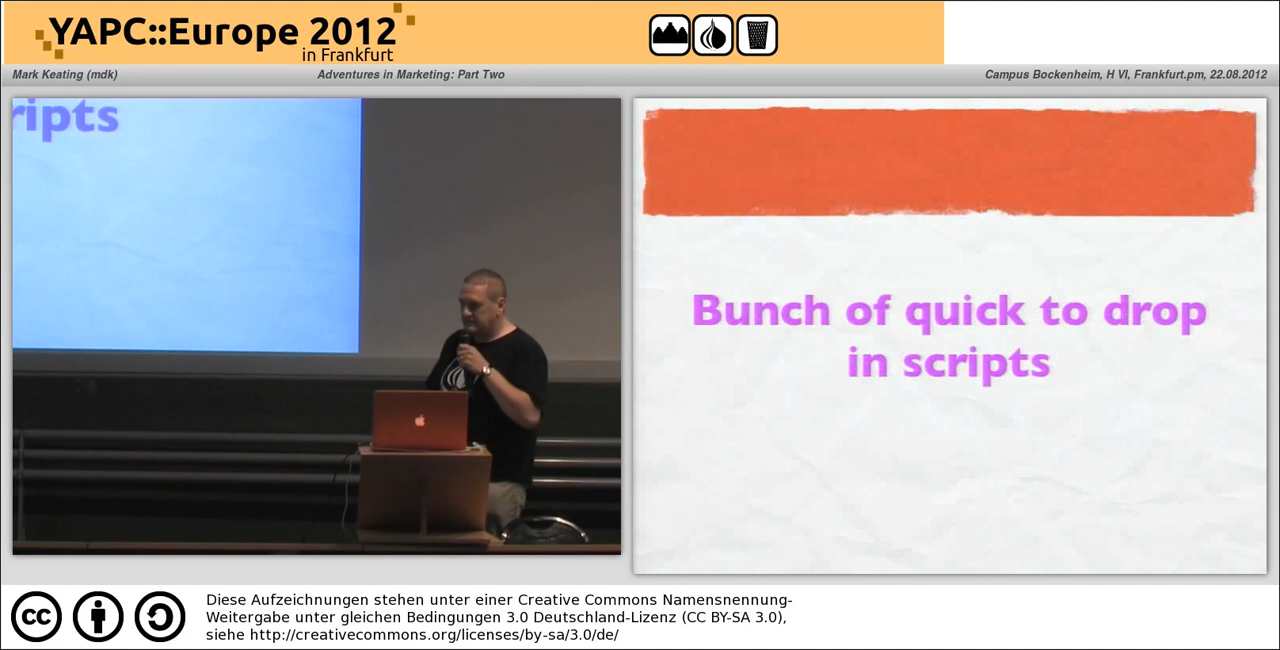 YAPC::Europe 2012
in Frankfurt
Mark Keating (mdk)
Adventures in Marketing: Part Two
Campus Bockenheim, H VI, Frankfurt.pm, 22.08.2012
ripts
Bunch of quick to drop
in scripts
cc
Diese Aufzeichnungen stehen unter einer Creative Commons Namensnennung-
Weitergabe unter gleichen Bedingungen 3.0 Deutschland-Lizenz (CC BY-SA 3.0),
siehe http://creativecommons.org/licenses/by-sa/3.0/de/